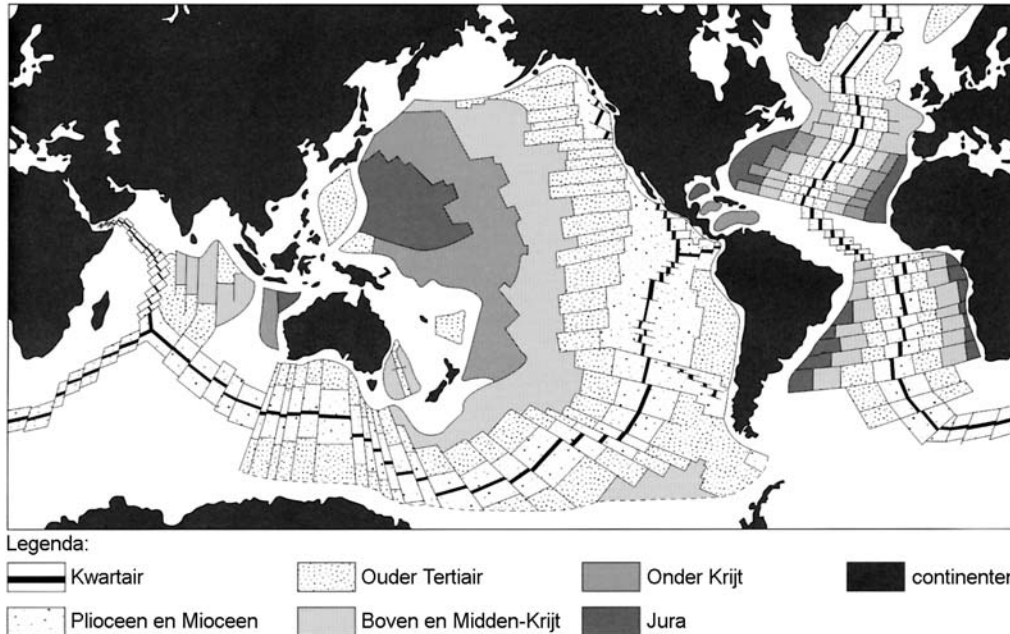 Legenda:
Kwartair
Ouder Tertiair
Onder Krijt
continenten
Plioceen en Mioceen
Boven en Midden-Krijt
Jura